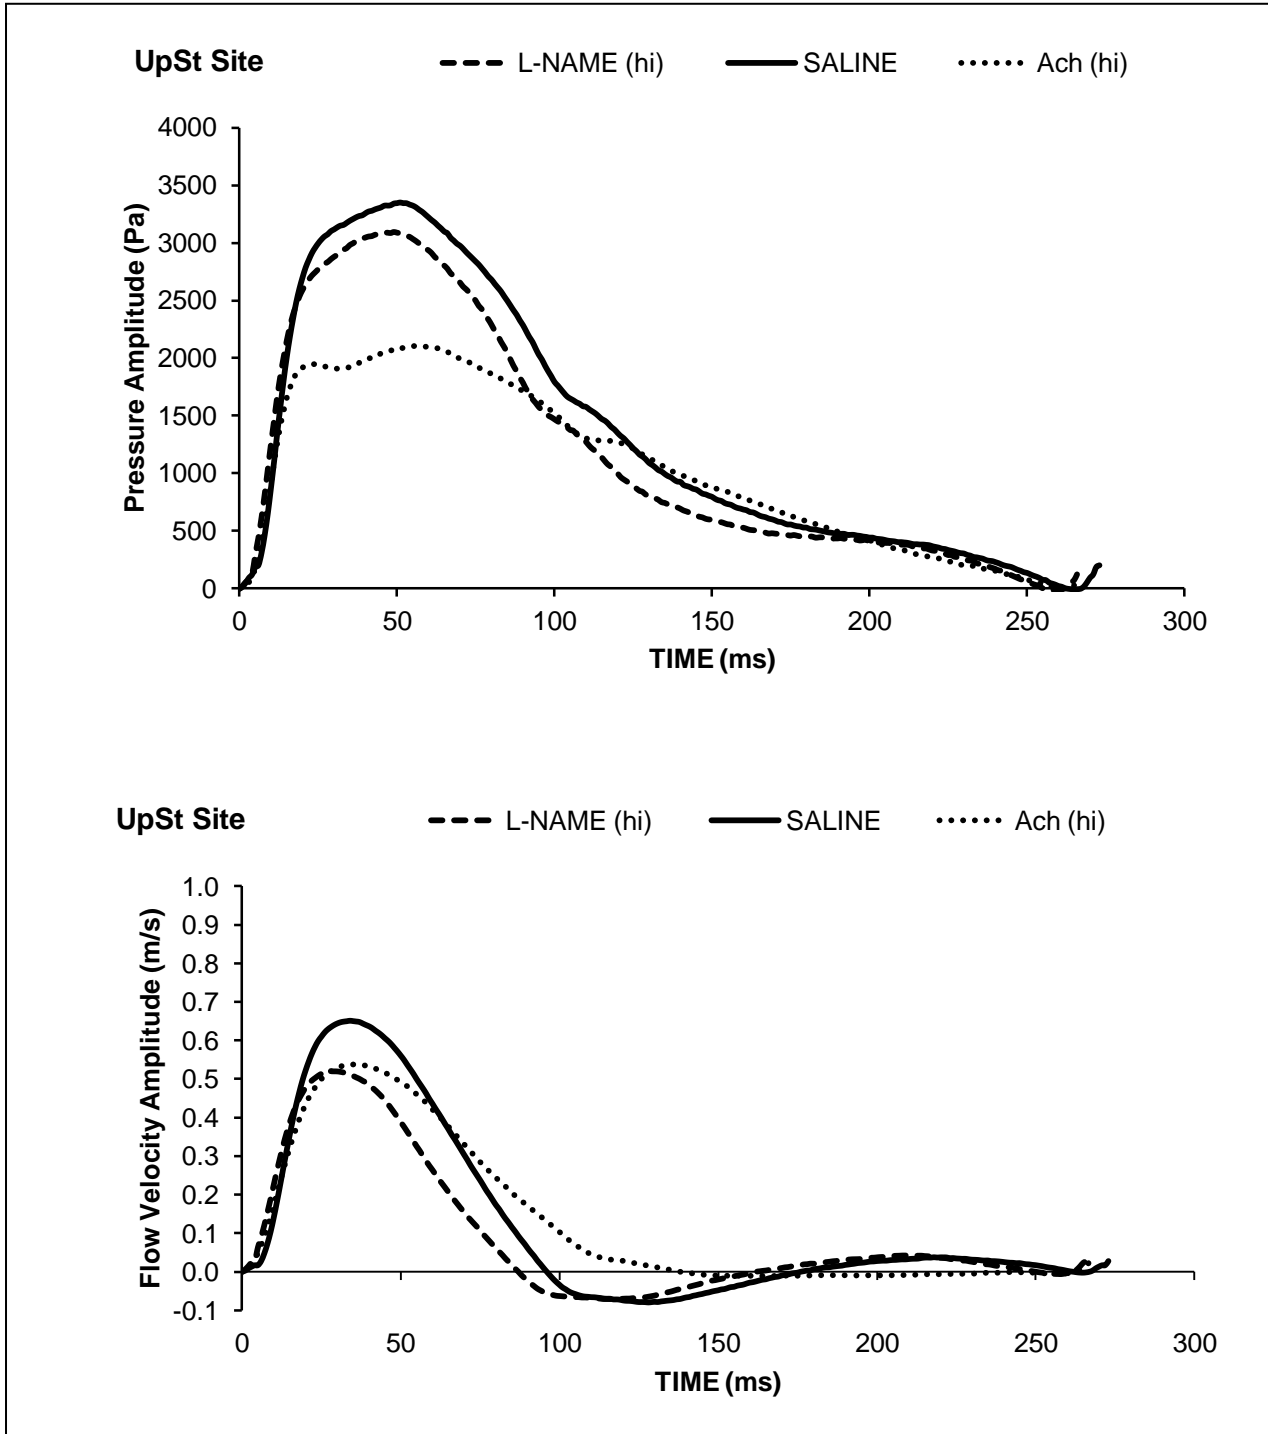 UpSt Site L-NAME (hi) SALINE Ach (hi)
4000
3500
3000
2500
2000
1500
1000
500
0
Pressure Amplitude (Pa)
0 50 100 150 200 250 300
TIME (ms)
UpSt Site L-NAME (hi) SALINE Ach (hi)
1.0
0.9
0.8
0.7
0.6
0.5
0.4
0.3
0.2
0.1
0.0
-0.1
Flow Velocity Amplitude (m/s)
0 50 100 150 200 250 300
TIME (ms)